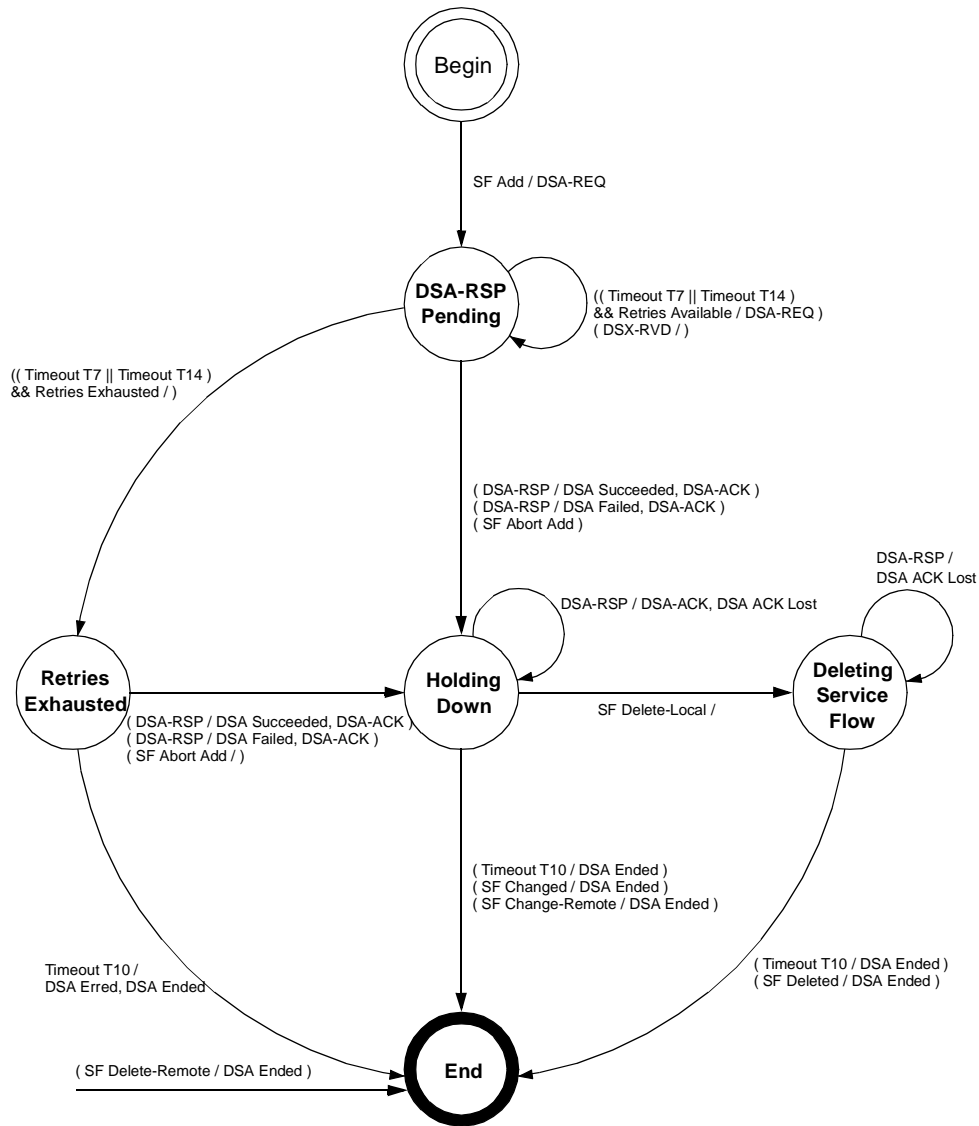 Begin
SF Add / DSA-REQ
DSA-RSP
Pending
(( Timeout T7 || Timeout T14 )
&& Retries Available / DSA-REQ )
( DSX-RVD / )
(( Timeout T7 || Timeout T14 )
&& Retries Exhausted / )
( DSA-RSP / DSA Succeeded, DSA-ACK )
( DSA-RSP / DSA Failed, DSA-ACK )
( SF Abort Add )
DSA-RSP /
DSA ACK Lost
DSA-RSP / DSA-ACK, DSA ACK Lost
Retries
Exhausted
Holding
Down
Deleting
Service
Flow
SF Delete-Local /
( DSA-RSP / DSA Succeeded, DSA-ACK )
( DSA-RSP / DSA Failed, DSA-ACK )
( SF Abort Add / )
( Timeout T10 / DSA Ended )
( SF Changed / DSA Ended )
( SF Change-Remote / DSA Ended )
Timeout T10 /
DSA Erred, DSA Ended
( Timeout T10 / DSA Ended )
( SF Deleted / DSA Ended )
( SF Delete-Remote / DSA Ended )
End